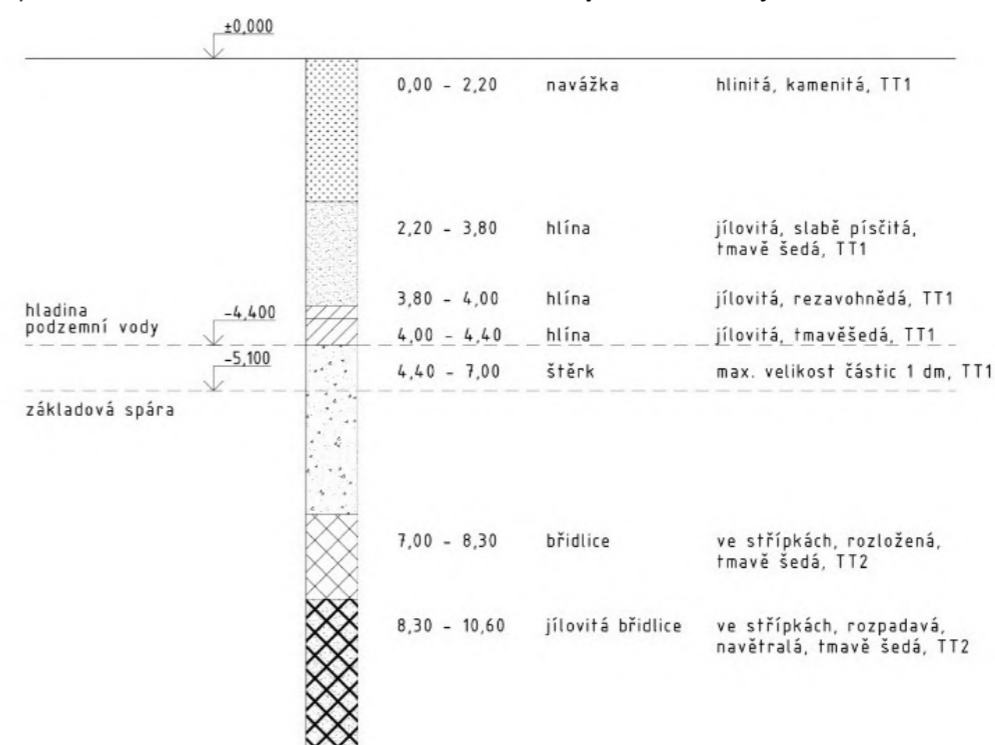 ±0,000
0,00 - 2,20 navážka hlinitá, kamenitá, TT1
2,20 - 3,80 hlína jílovitá, slabě písčitá,
tmavě šedá, TT1
3,80 - 4,00 hlína jílovitá, rezavohnědá, TT1
hladina
podzemní vody
-4,400
4,00 - 4,40 hlína jílovitá, tmavěšedá, TT1
-5,100
4,40 - 7,00 štěrk max. velikost částic 1 dm, TT1
základová spára
7,00 - 8,30 břidlice ve střípkách, rozložená,
tmavě šedá, TT2
8,30 - 10,60 jílovitá břidlice ve střípkách, rozpadavá,
navětralá, tmavě šedá, TT2